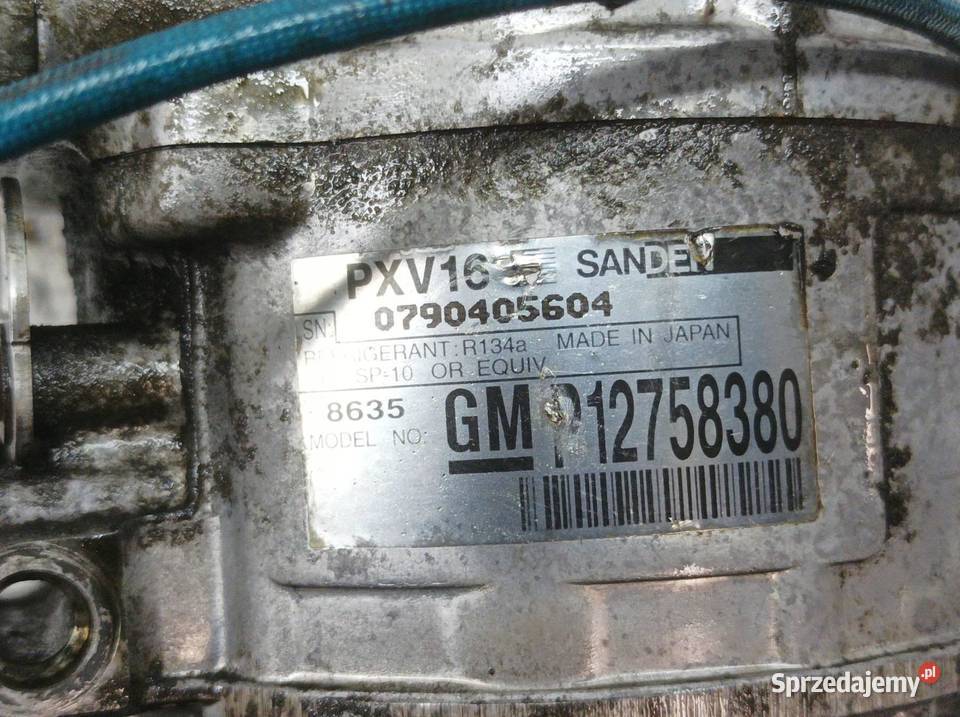 PXV16 SANDEN
SN: 0790405604
REFRIGERANT: R134a MADE IN JAPAN
SP-10 OR EQUIV
8635
MODEL NO: GM P12758380
Sprzedajemy.pl